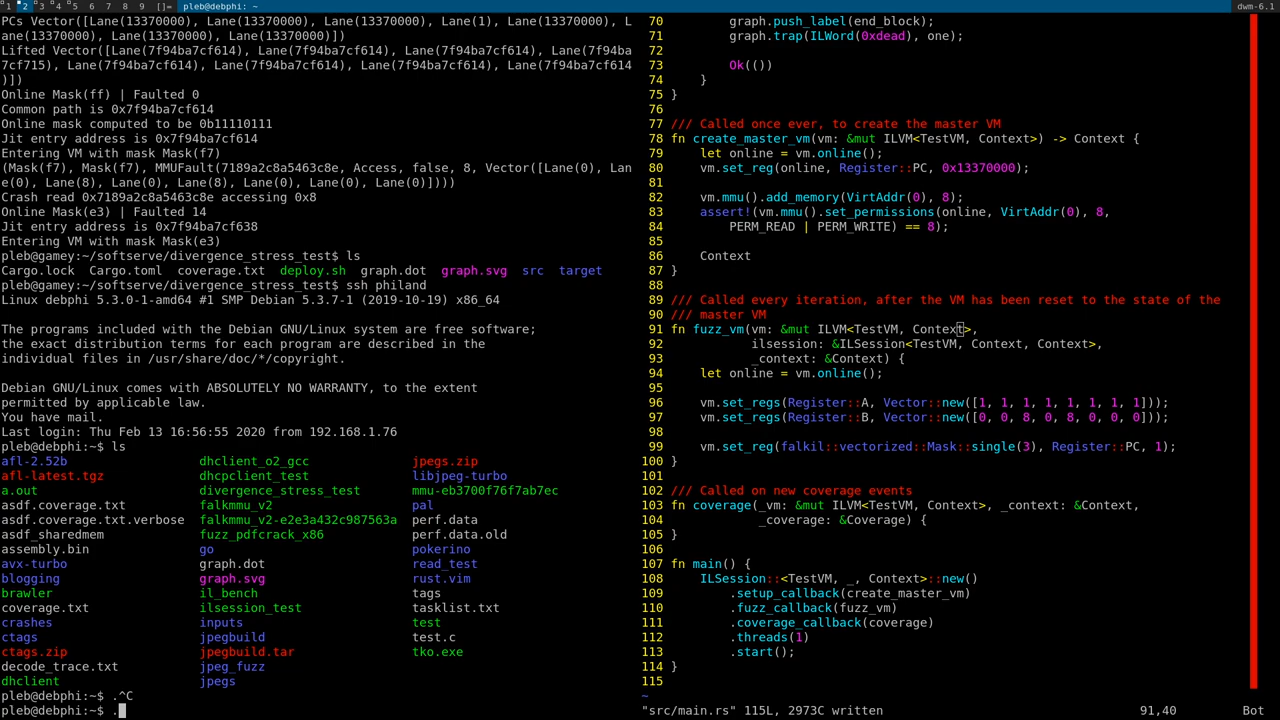 1 2 3 4 5 6 7 8 9 []= pleb@debphi: ~ dwm-6.1
PCs Vector([Lane(13370000), Lane(13370000), Lane(13370000), Lane(1), Lane(13370000), L
ane(13370000), Lane(13370000), Lane(13370000)])
Lifted Vector([Lane(7f94ba7cf614), Lane(7f94ba7cf614), Lane(7f94ba7cf614), Lane(7f94ba
7cf715), Lane(7f94ba7cf614), Lane(7f94ba7cf614), Lane(7f94ba7cf614), Lane(7f94ba7cf614
)])
Online Mask(ff) | Faulted 0
Common path is 0x7f94ba7cf614
Online mask computed to be 0b11110111
Jit entry address is 0x7f94ba7cf614
Entering VM with mask Mask(f7)
(Mask(f7), Mask(f7), MMUFault(7189a2c8a5463c8e, Access, false, 8, Vector([Lane(0), Lan
e(0), Lane(8), Lane(0), Lane(8), Lane(0), Lane(0), Lane(0)])))
Crash read 0x7189a2c8a5463c8e accessing 0x8
Online Mask(e3) | Faulted 14
Jit entry address is 0x7f94ba7cf638
Entering VM with mask Mask(e3)
pleb@gamey:~/softserve/divergence_stress_test$ ls
Cargo.lock Cargo.toml coverage.txt deploy.sh graph.dot graph.svg src target
pleb@gamey:~/softserve/divergence_stress_test$ ssh philand
Linux debphi 5.3.0-1-amd64 #1 SMP Debian 5.3.7-1 (2019-10-19) x86_64
The programs included with the Debian GNU/Linux system are free software;
the exact distribution terms for each program are described in the
individual files in /usr/share/doc/*/copyright.
Debian GNU/Linux comes with ABSOLUTELY NO WARRANTY, to the extent
permitted by applicable law.
You have mail.
Last login: Thu Feb 13 16:56:55 2020 from 192.168.1.76
pleb@debphi:~$ ls
afl-2.52b dhclient_o2_gcc jpegs.zip
afl-latest.tgz dhcpclient_test libjpeg-turbo
a.out divergence_stress_test mmu-eb3700f76f7ab7ec
asdf.coverage.txt falkmmu_v2 pal
asdf.coverage.txt.verbose falkmmu_v2-e2e3a432c987563a perf.data
asdf_sharedmem fuzz_pdfcrack_x86 perf.data.old
assembly.bin go pokerino
avx-turbo graph.dot read_test
blogging graph.svg rust.vim
brawler il_bench tags
coverage.txt ilsession_test tasklist.txt
crashes inputs test
ctags jpegbuild test.c
ctags.zip jpegbuild.tar tko.exe
decode_trace.txt jpeg_fuzz
dhclient jpegs
pleb@debphi:~$ .^C
pleb@debphi:~$ .
70 graph.push_label(end_block);
71 graph.trap(ILWord(0xdead), one);
72
73 Ok(())
74 }
75 }
76
77 /// Called once ever, to create the master VM
78 fn create_master_vm(vm: &mut ILVM<TestVM, Context>) -> Context {
79 let online = vm.online();
80 vm.set_reg(online, Register::PC, 0x13370000);
81
82 vm.mmu().add_memory(VirtAddr(0), 8);
83 assert!(vm.mmu().set_permissions(online, VirtAddr(0), 8,
84 PERM_READ | PERM_WRITE) == 8);
85
86 Context
87 }
88
89 /// Called every iteration, after the VM has been reset to the state of the
90 /// master VM
91 fn fuzz_vm(vm: &mut ILVM<TestVM, Context>,
92 ilsession: &ILSession<TestVM, Context, Context>,
93 _context: &Context) {
94 let online = vm.online();
95
96 vm.set_regs(Register::A, Vector::new([1, 1, 1, 1, 1, 1, 1, 1]));
97 vm.set_regs(Register::B, Vector::new([0, 0, 8, 0, 8, 0, 0, 0]));
98
99 vm.set_reg(falkil::vectorized::Mask::single(3), Register::PC, 1);
100 }
101
102 /// Called on new coverage events
103 fn coverage(_vm: &mut ILVM<TestVM, Context>, _context: &Context,
104 _coverage: &Coverage) {
105 }
106
107 fn main() {
108 ILSession::<TestVM, _, Context>::new()
109 .setup_callback(create_master_vm)
110 .fuzz_callback(fuzz_vm)
111 .coverage_callback(coverage)
112 .threads(1)
113 .start();
114 }
115
~
"src/main.rs" 115L, 2973C written 91,40 Bot